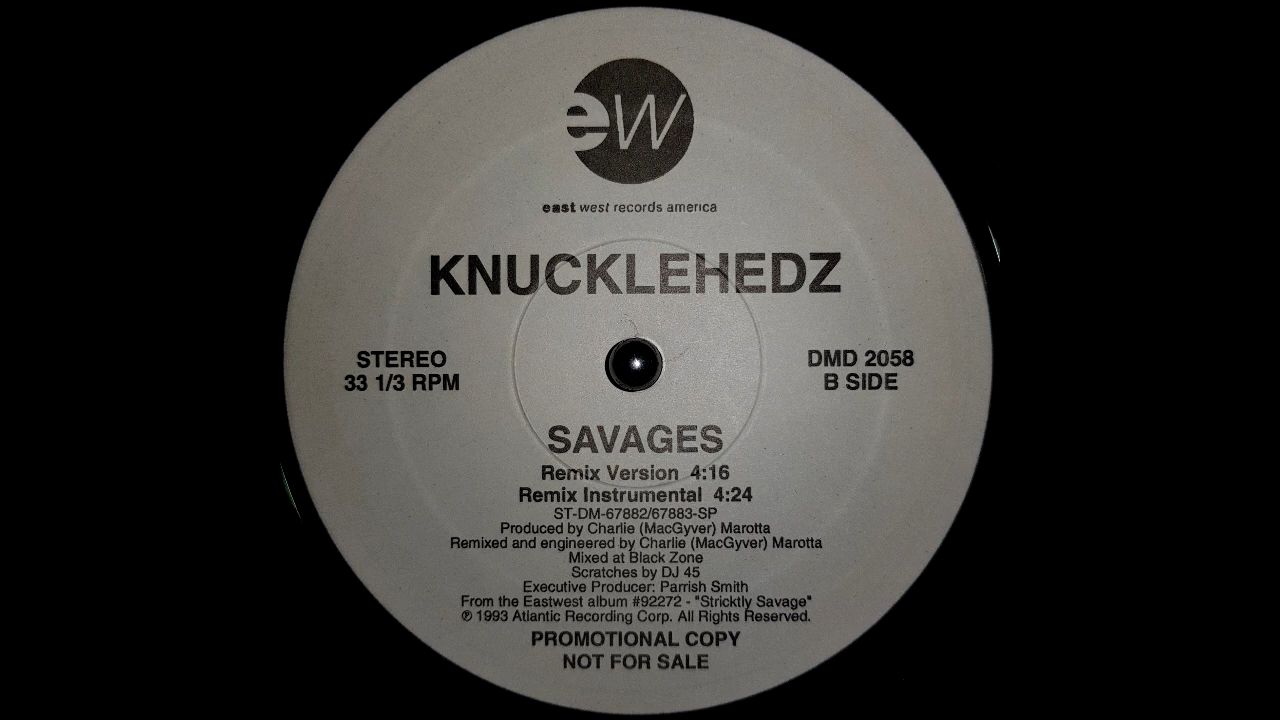 eW
east west records america
KNUCKLEHEDZ
STEREO
33 1/3 RPM
DMD 2058
B SIDE
SAVAGES
Remix Version 4:16
Remix Instrumental 4:24
ST-DM-67882/67883-SP
Produced by Charlie (MacGyver) Marotta
Remixed and engineered by Charlie (MacGyver) Marotta
Mixed at Black Zone
Scratches by DJ 45
Executive Producer: Parrish Smith
From the Eastwest album #92272 - "Stricktly Savage"
℗ 1993 Atlantic Recording Corp. All Rights Reserved.
PROMOTIONAL COPY
NOT FOR SALE